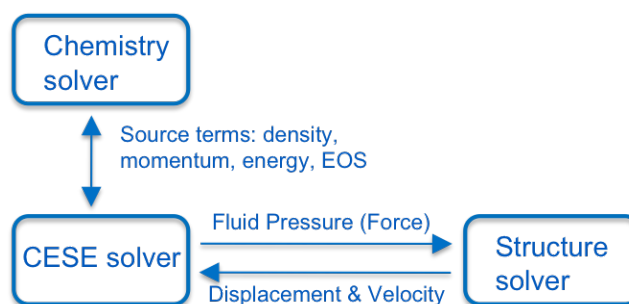 Chemistry
solver
Source terms: density,
momentum, energy, EOS
CESE solver
Fluid Pressure (Force)
Displacement & Velocity
Structure
solver